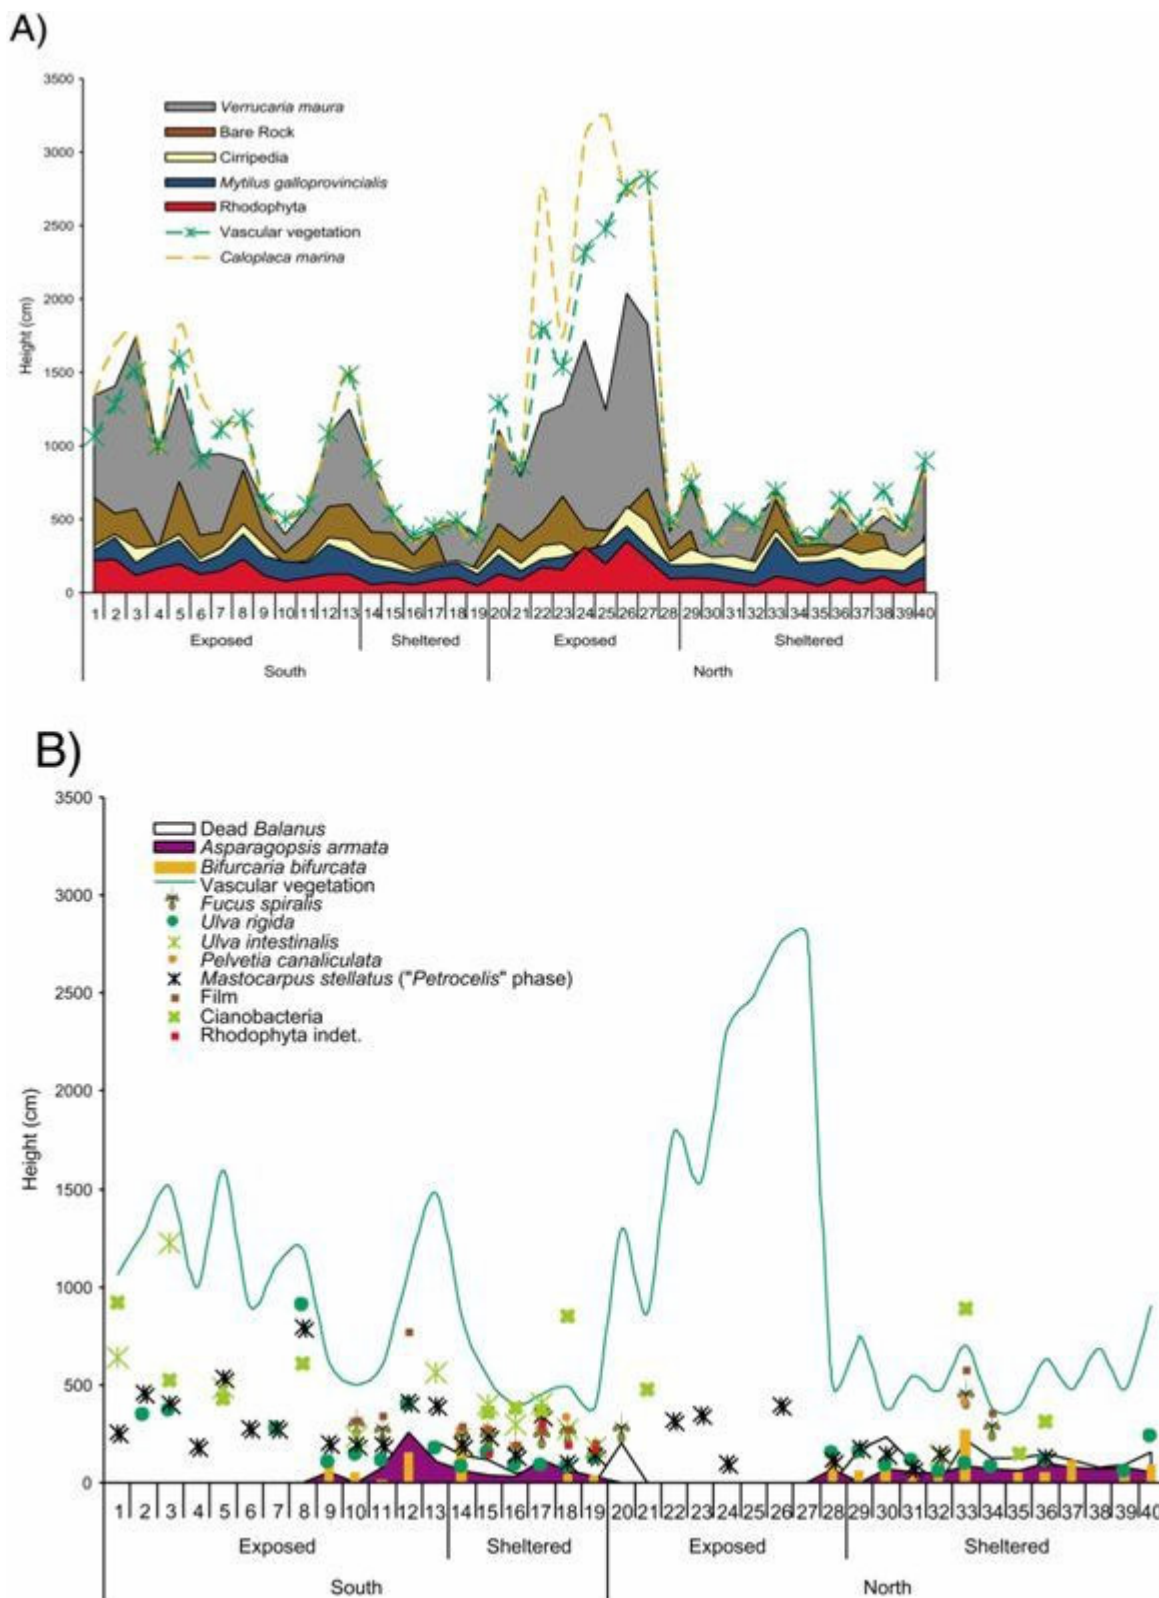 A)
3500
3000
2500
2000
1500
1000
500
0
Height (cm)
Verrucaria maura
Bare Rock
Cirripedia
Mytilus galloprovincialis
Rhodophyta
Vascular vegetation
Caloplaca marina
1 2 3 4 5 6 7 8 9 10 11 12 13 14 15 16 17 18 19 20 21 22 23 24 25 26 27 28 29 30 31 32 33 34 35 36 37 38 39 40
Exposed Sheltered Exposed Sheltered
South North
B)
3500
3000
2500
2000
1500
1000
500
0
Height (cm)
Dead Balanus
Asparagopsis armata
Bifurcaria bifurcata
Vascular vegetation
Fucus spiralis
Ulva rigida
Ulva intestinalis
Pelvetia canaliculata
Mastocarpus stellatus ("Petrocelis" phase)
Film
Cianobacteria
Rhodophyta indet.
1 2 3 4 5 6 7 8 9 10 11 12 13 14 15 16 17 18 19 20 21 22 23 24 25 26 27 28 29 30 31 32 33 34 35 36 37 38 39 40
Exposed Sheltered Exposed Sheltered
South North